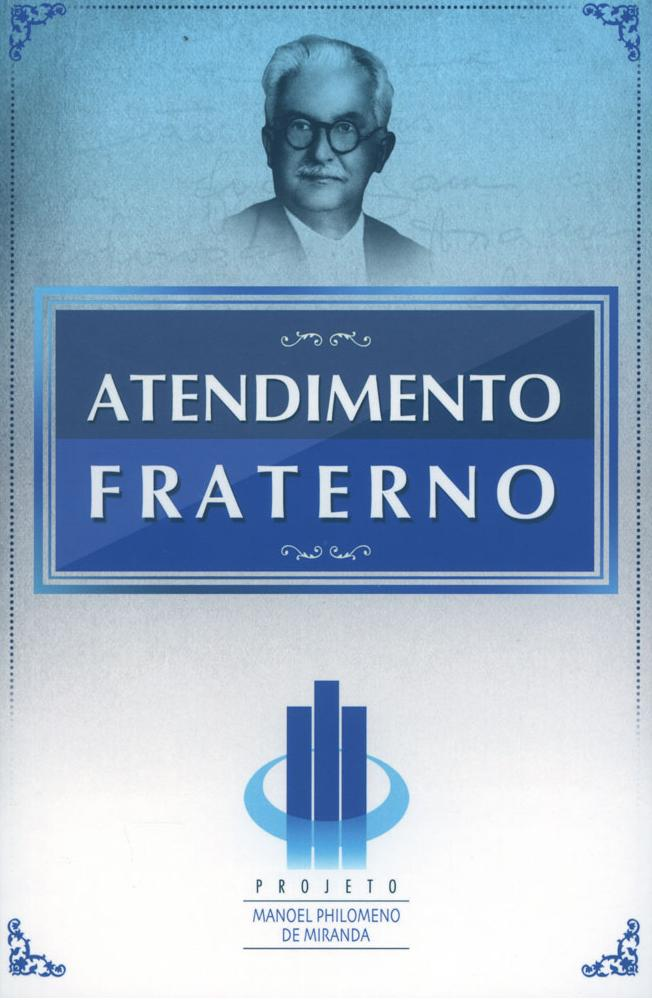 ATENDIMENTO
FRATERNO
PROJETO
MANOEL PHILOMENO
DE MIRANDA